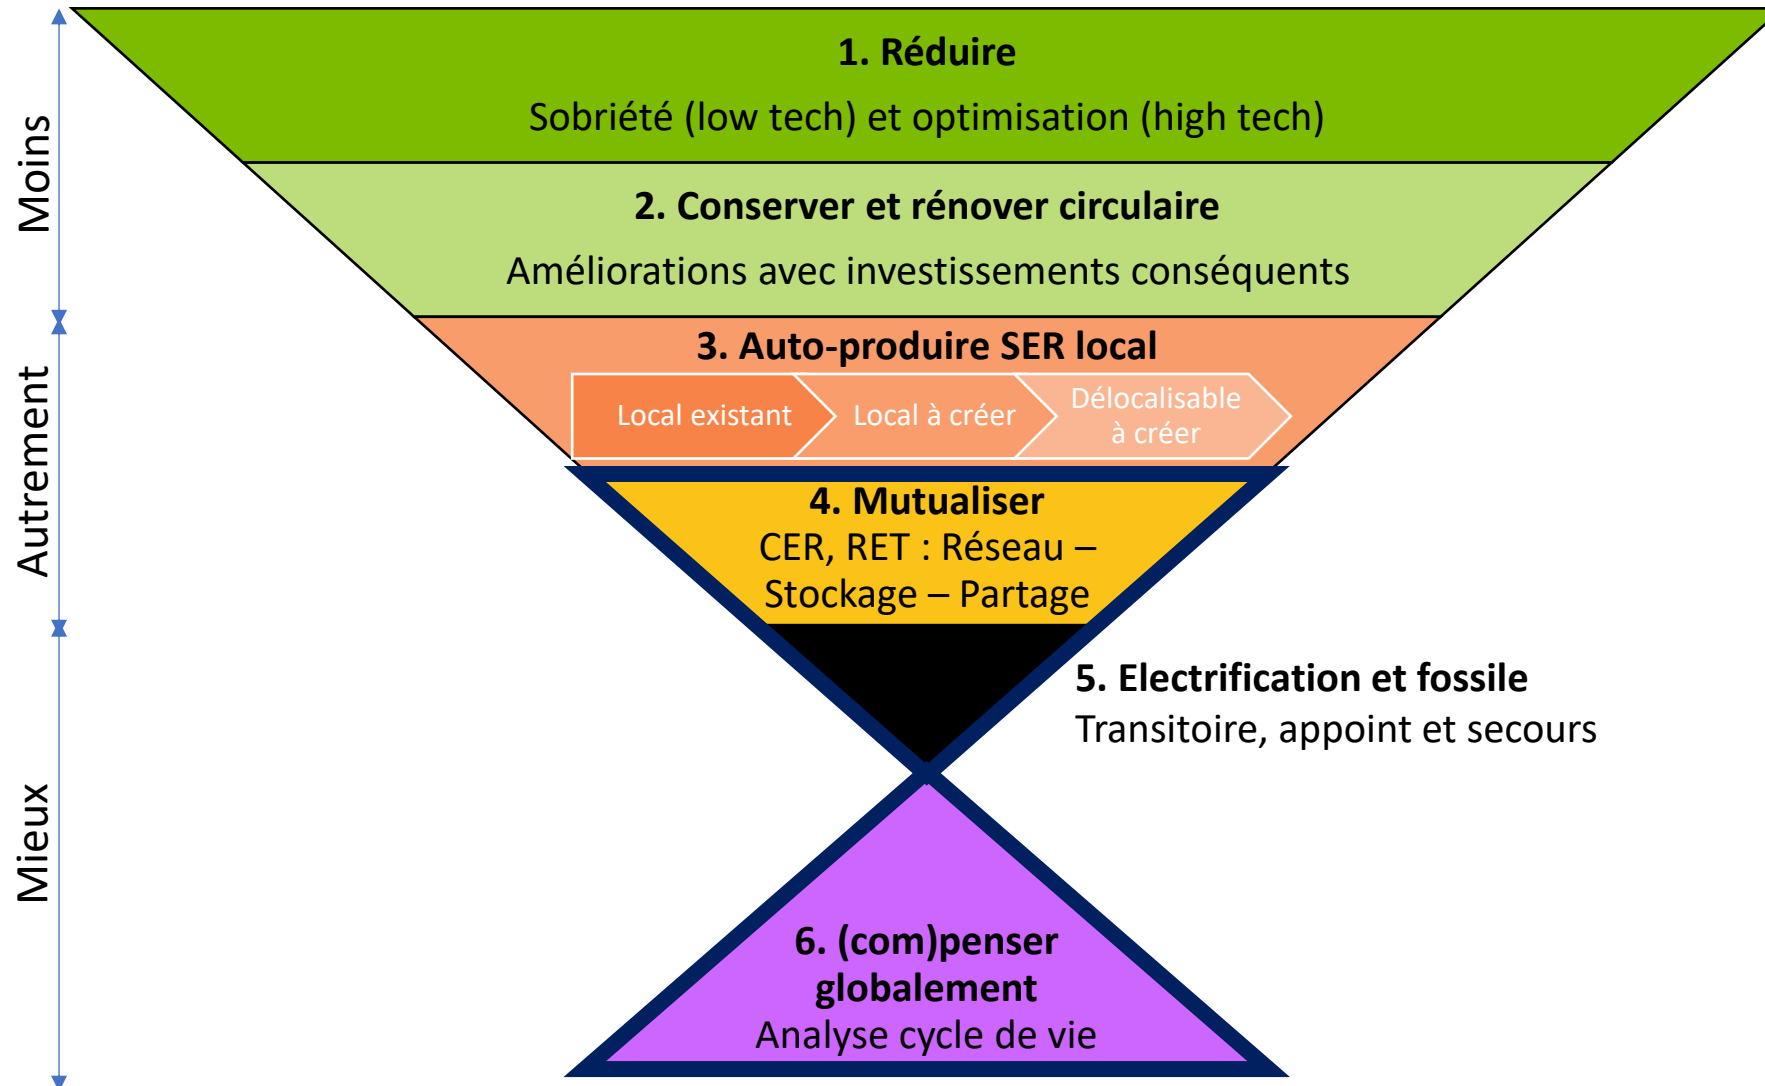 Moins
1. Réduire
Sobriété (low tech) et optimisation (high tech)
2. Conserver et rénover circulaire
Améliorations avec investissements conséquents
Autrement
3. Auto-produire SER local
Local existant
Local à créer
Délocalisable
à créer
4. Mutualiser
CER, RET : Réseau –
Stockage – Partage
Mieux
5. Electrification et fossile
Transitoire, appoint et secours
6. (com)penser
globalement
Analyse cycle de vie